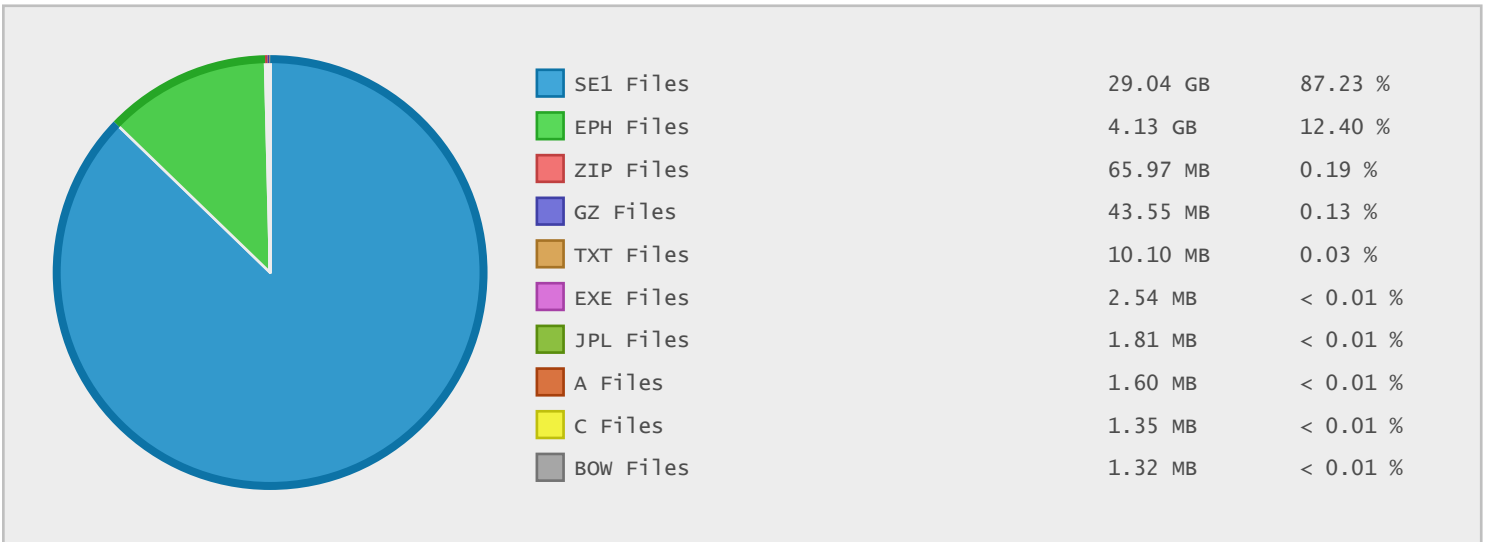 SE1 Files 29.04 GB 87.23 %
EPH Files 4.13 GB 12.40 %
ZIP Files 65.97 MB 0.19 %
GZ Files 43.55 MB 0.13 %
TXT Files 10.10 MB 0.03 %
EXE Files 2.54 MB < 0.01 %
JPL Files 1.81 MB < 0.01 %
A Files 1.60 MB < 0.01 %
C Files 1.35 MB < 0.01 %
BOW Files 1.32 MB < 0.01 %